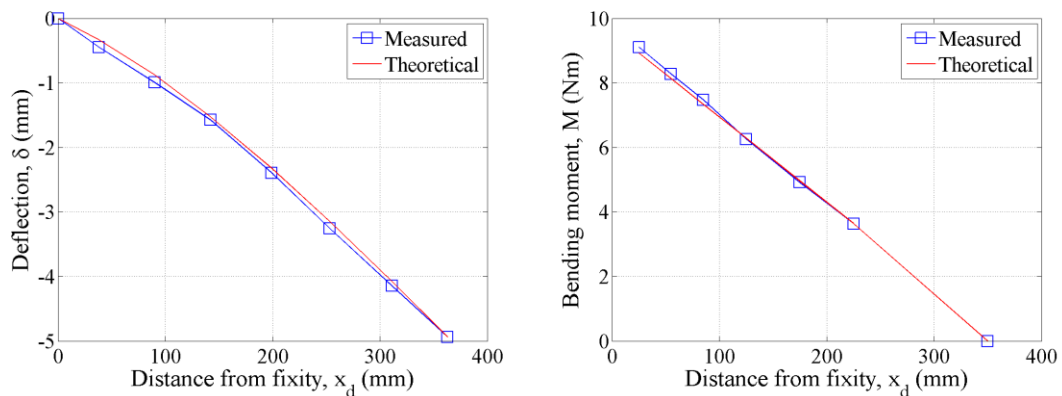 0
-1
-2
-3
-4
-5
0
100
200
300
400
Deflection, δ (mm)
Distance from fixity, x_d (mm)
Measured
Theoretical
10
8
6
4
2
0
0
100
200
300
400
Bending moment, M (Nm)
Distance from fixity, x_d (mm)
Measured
Theoretical